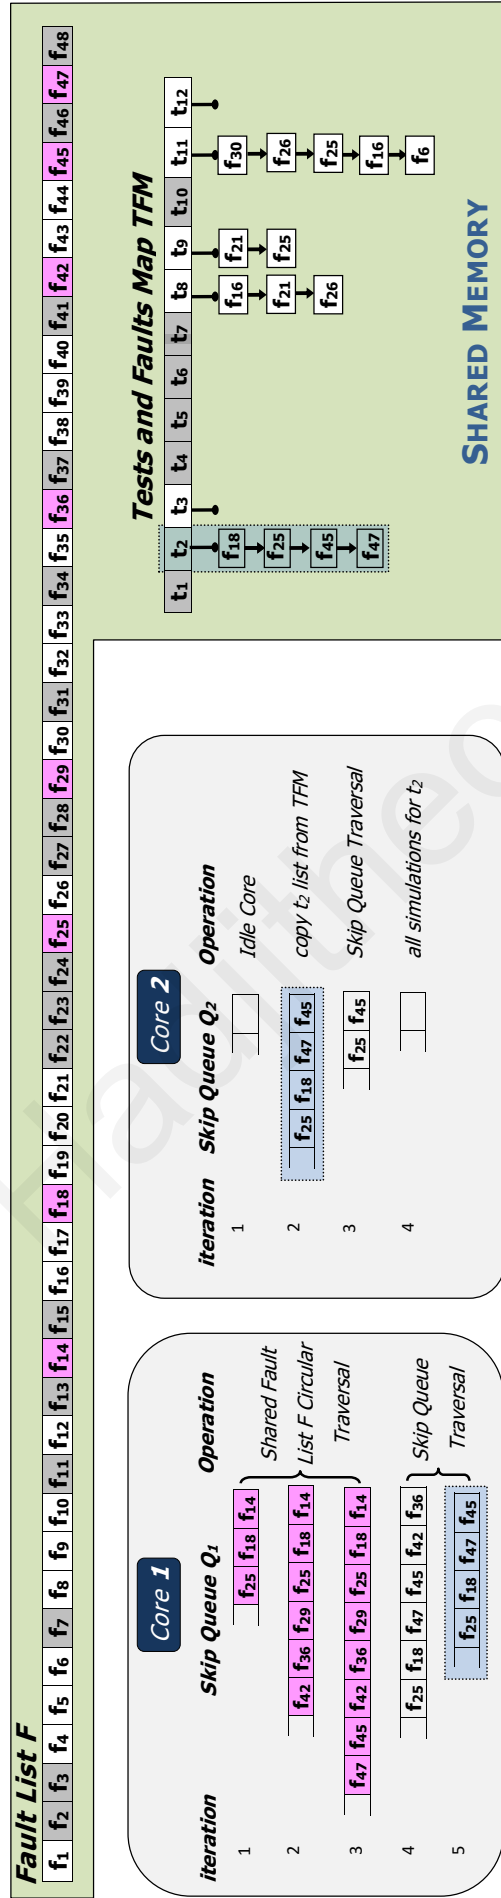 Fault List F
f1 f2 f3 f4 f5 f6 f7 f8 f9 f10 f11 f12 f13 f14 f15 f16 f17 f18 f19 f20 f21 f22 f23 f24 f25 f26 f27 f28 f29 f30 f31 f32 f33 f34 f35 f36 f37 f38 f39 f40 f41 f42 f43 f44 f45 f46 f47 f48
Core 1
iteration Skip Queue Q1 Operation
1 f25 f18 f14 Shared Fault
2 f42 f36 f29 f25 f18 f14 List F Circular
3 f47 f45 f42 f36 f29 f25 f18 f14 Traversal
4 f25 f18 f47 f45 f42 f36 Skip Queue
5 f25 f18 f47 f45 Traversal
Core 2
iteration Skip Queue Q2 Operation
1 Idle Core
2 f25 f18 f47 f45 copy t2 list from TFM
3 f25 f45 Skip Queue Traversal
4 all simulations for t2
Tests and Faults Map TFM
t1 t2 t3 t4 t5 t6 t7 t8 t9 t10 t11 t12
f18 f16 f21 f30
f25 f21 f25 f26
f45 f26 f25
f47 f16
f6
SHARED MEMORY